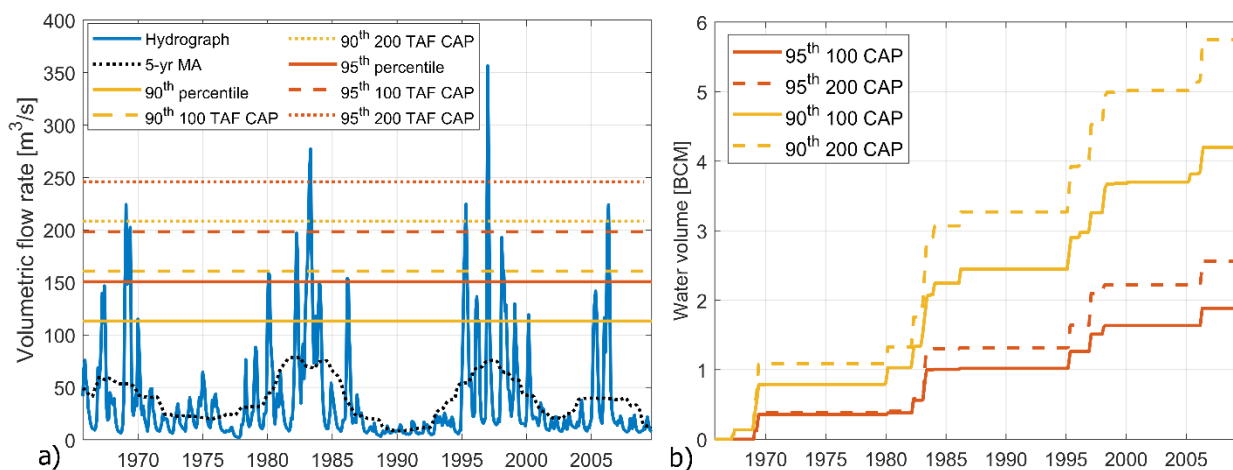 400
350
300
250
200
150
100
50
0
Volumetric flow rate [m³/s]
Hydrograph
5-yr MA
90th percentile
90th 100 TAF CAP
90th 200 TAF CAP
95th percentile
95th 100 TAF CAP
95th 200 TAF CAP
1970 1975 1980 1985 1990 1995 2000 2005
a)
6
5
4
3
2
1
0
Water volume [BCM]
95th 100 CAP
95th 200 CAP
90th 100 CAP
90th 200 CAP
1970 1975 1980 1985 1990 1995 2000 2005
b)